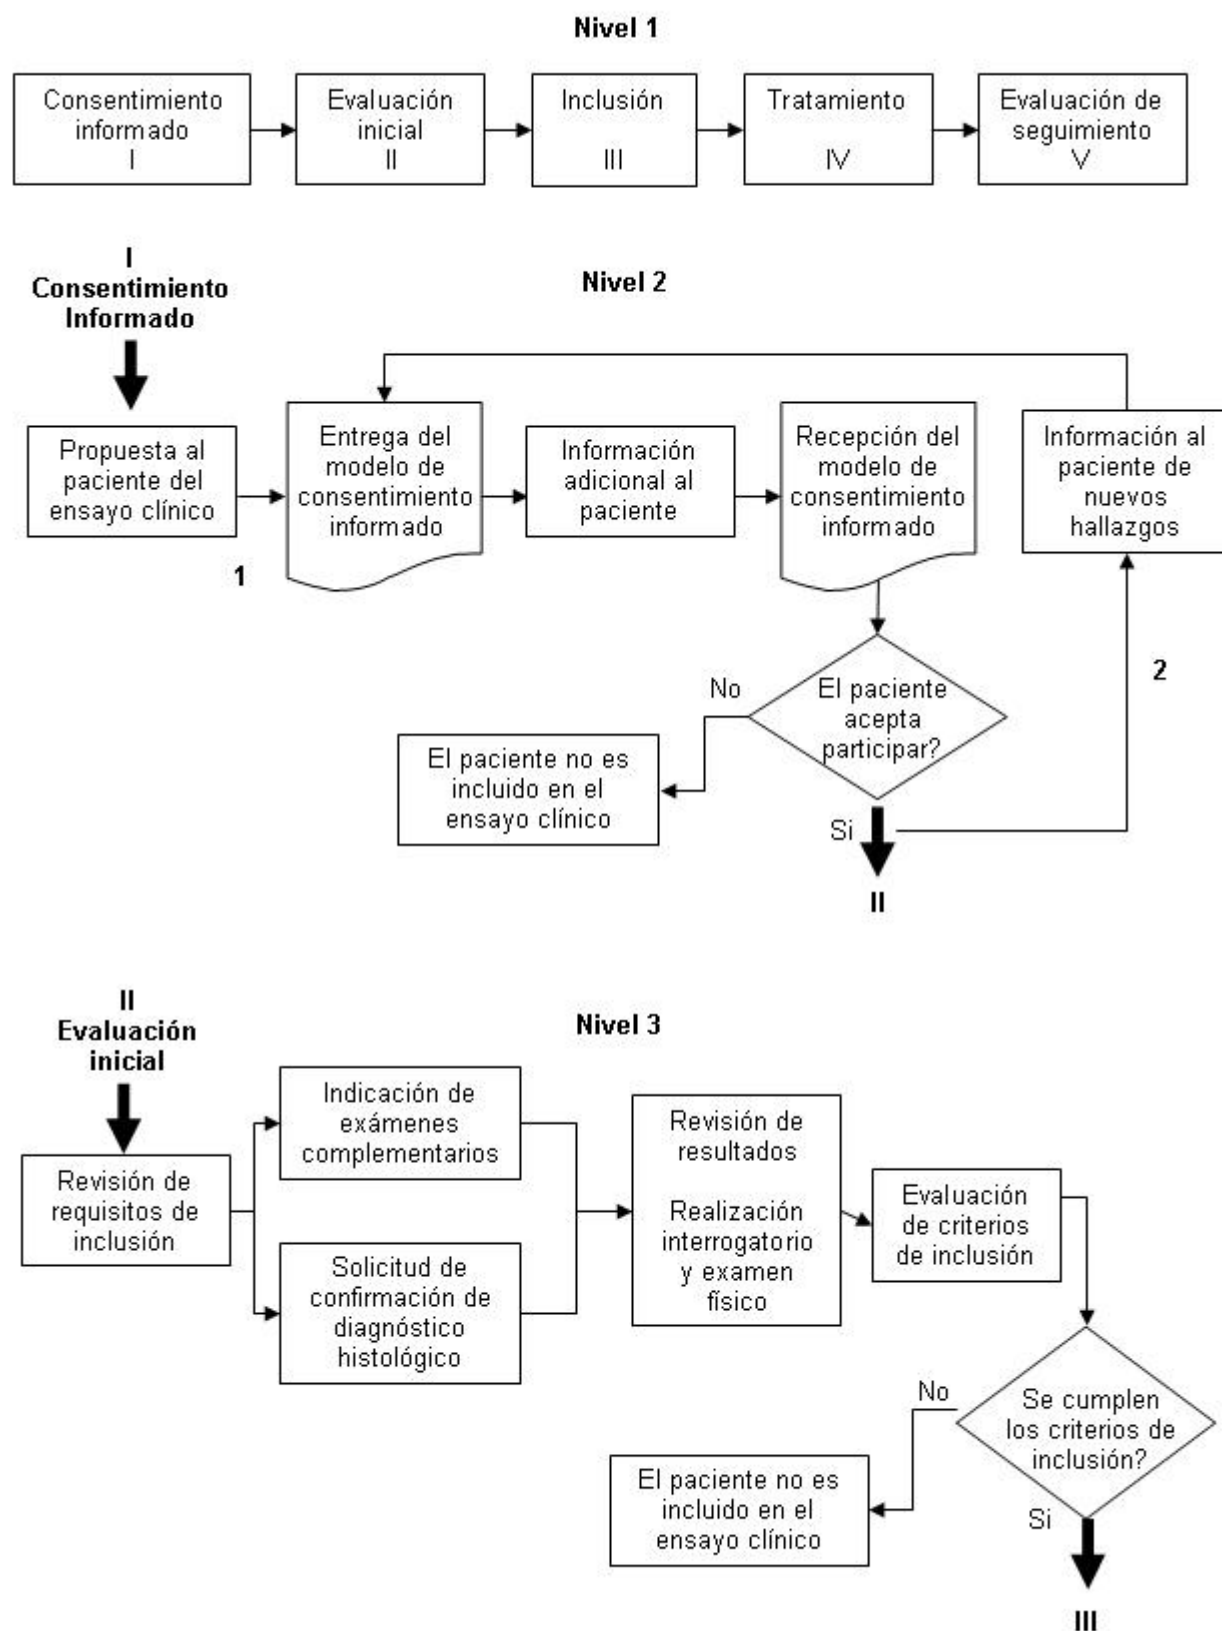 Nivel 1
Consentimiento
informado
I
Evaluación
inicial
II
Inclusión
III
Tratamiento
IV
Evaluación de
seguimiento
V
I
Consentimiento
Informado
Nivel 2
Propuesta al
paciente del
ensayo clínico
1
Entrega del
modelo de
consentimiento
informado
Información
adicional al
paciente
Recepción del
modelo de
consentimiento
informado
Información al
paciente de
nuevos
hallazgos
2
El paciente
acepta
participar?
No
El paciente no es
incluido en el
ensayo clínico
Si
II
II
Evaluación
inicial
Nivel 3
Revisión de
requisitos de
inclusión
Indicación de
exámenes
complementarios
Solicitud de
confirmación de
diagnóstico
histológico
Revisión de
resultados
Realización
interrogatorio
y examen
físico
Evaluación
de criterios
de inclusión
Se cumplen
los criterios de
inclusión?
No
El paciente no es
incluido en el
ensayo clínico
Si
III